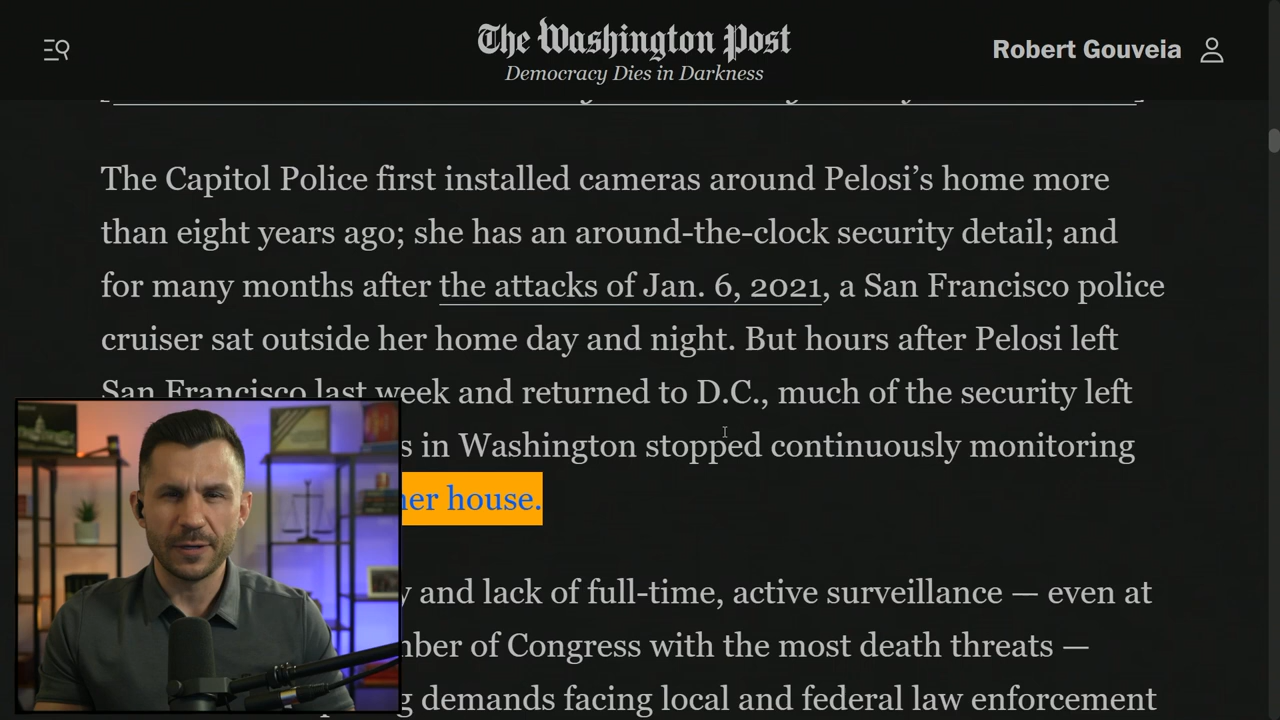 The Washington Post
Democracy Dies in Darkness
Robert Gouveia
The Capitol Police first installed cameras around Pelosi’s home more
than eight years ago; she has an around-the-clock security detail; and
for many months after the attacks of Jan. 6, 2021, a San Francisco police
cruiser sat outside her home day and night. But hours after Pelosi left
San Francisco last week and returned to D.C., much of the security left
in Washington stopped continuously monitoring
her house.
and lack of full-time, active surveillance — even at
of Congress with the most death threats —
demands facing local and federal law enforcement